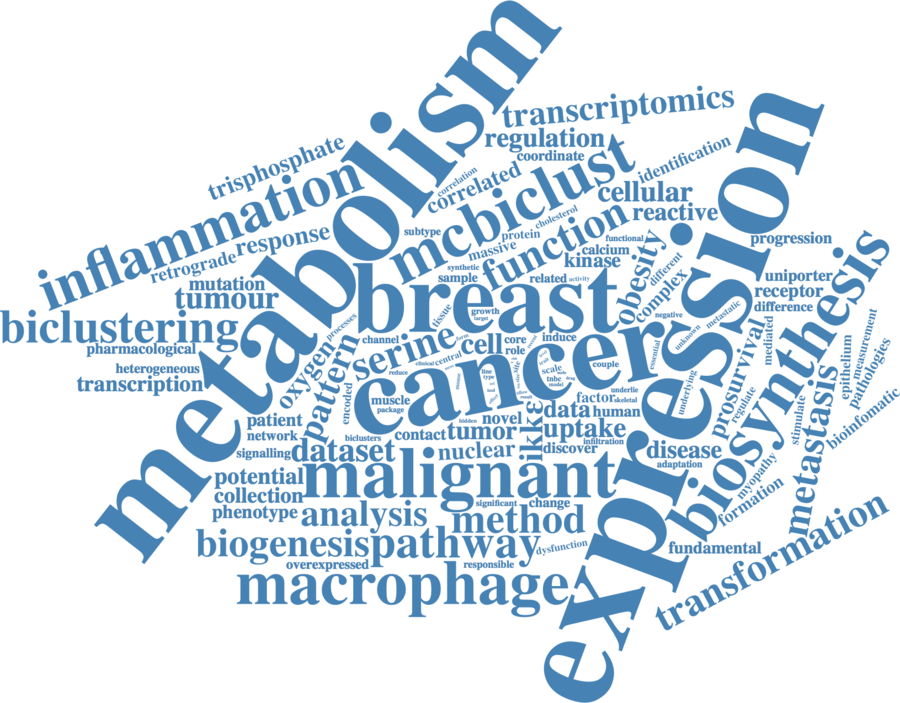 metabolism
expression
breast
cancer
malignant
macrophage
biosynthesis
inflammation
mcbiclust
transcriptomics
regulation
coordinate
trisphosphate
correlation
correlated
identification
cellular
function
cholesterol
reactive
response
retrograde
subtype
protein
massive
functional
calcium
kinase
obesity
different
complex
progression
mutation
tumour
synthetic
sample
related
activity
uniporter
receptor
difference
biclustering
pharmacological
processes
channel
tissue
growth
target
negative
metastatic
unknown
mediated
prosurvival
serine
cell
core
role
induce
essential
heterogeneous
transcription
oxygen
pattern
reduce
clinical
central
couple
scale
tnbc
model
line
type
epithelium
measurement
pathologies
encoded
muscle
package
underlie
factor
skeletal
underlying
regulate
stimulate
bioinfomatic
patient
network
hidden
novel
data
human
ikkε
signalling
biclusters
contact
tumor
uptake
infiltration
dataset
nuclear
discover
disease
adaptation
metastasis
myopathy
formation
potential
collection
phenotype
significant
change
analysis
method
biogenesis
pathway
dysfunction
fundamental
overexpressed
responsible
transformation